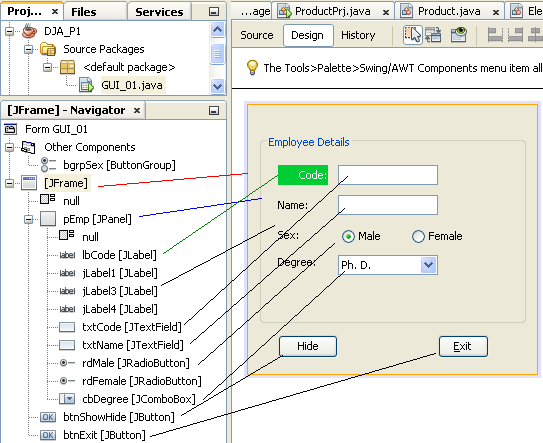 Proj... Files Services
DJA_P1
Source Packages
<default package>
GUI_01.java
[JFrame] - Navigator
Form GUI_01
Other Components
bgrpSex [ButtonGroup]
[JFrame]
null
pEmp [JPanel]
null
lbCode [JLabel]
jLabel1 [JLabel]
jLabel3 [JLabel]
jLabel4 [JLabel]
txtCode [JTextField]
txtName [JTextField]
rdMale [JRadioButton]
rdFemale [JRadioButton]
cbDegree [JComboBox]
btnShowHide [JButton]
btnExit [JButton]
...age ProductPrj.java Product.java Ele
Source Design History
The Tools>Palette>Swing/AWT Components menu item all
Employee Details
Code:
Name:
Sex: Male Female
Degree: Ph. D.
Hide Exit